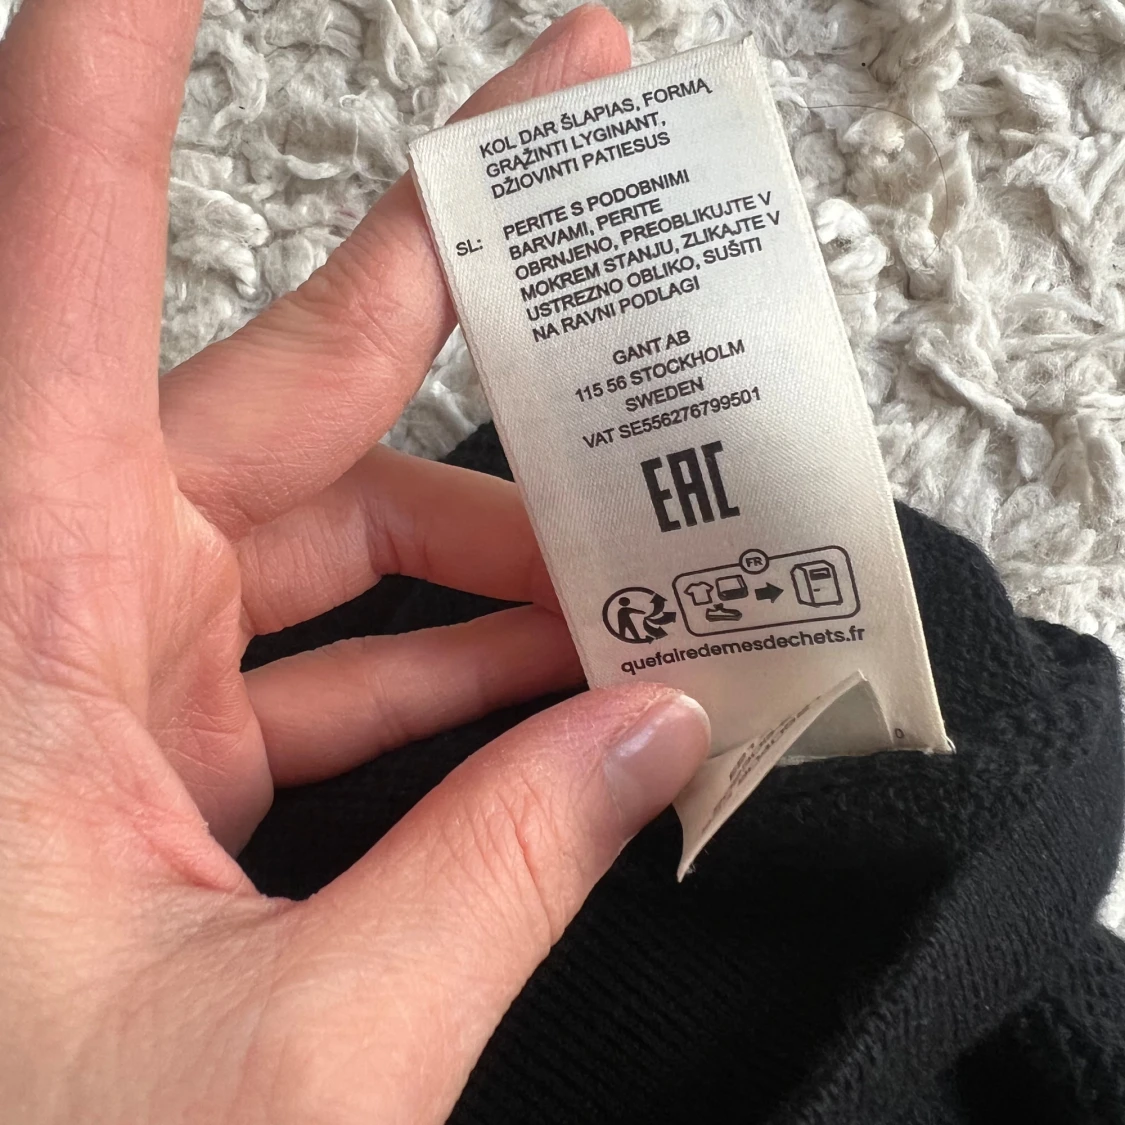 KOL DAR ŠLAPIAS, FORMĄ
GRĄŽINTI LYGINANT,
DŽIOVINTI PATIESUS
SL: PERITE S PODOBNIMI
BARVAMI, PERITE
OBRNJENO, PREOBLIKUJTE V
MOKREM STANJU, ZLIKAJTE V
USTREZNO OBLIKO, SUŠITI
NA RAVNI PODLAGI
GANT AB
115 56 STOCKHOLM
SWEDEN
VAT SE556276799501
EAC
FR
quefairedemesdechets.fr
0